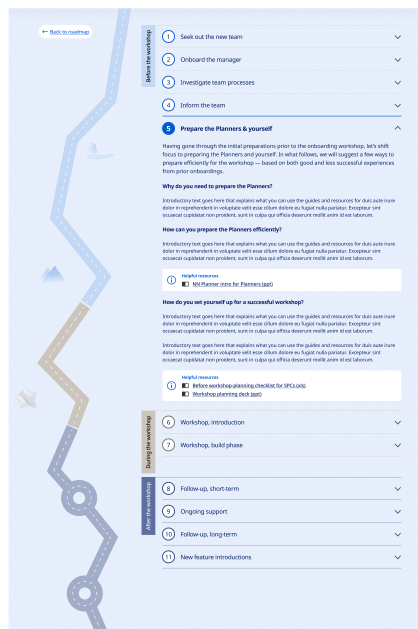 ← Back to roadmap
Before the workshop
1 Seek out the new team
2 Onboard the manager
3 Investigate team processes
4 Inform the team
5 Prepare the Planners & yourself
Having gone through the initial preparations prior to the onboarding workshop, let's shift
focus to preparing the Planners and yourself. In what follows, we will suggest a few ways to
prepare efficiently for the workshop — based on both good and less successful experiences
from prior onboardings.
Why do you need to prepare the Planners?
Introductory text goes here that explains what you can use the guides and resources for duis aute irure
dolor in reprehenderit in voluptate velit esse cillum dolore eu fugiat nulla pariatur. Excepteur sint
occaecat cupidatat non proident, sunt in culpa qui officia deserunt mollit anim id est laborum.
How can you prepare the Planners efficiently?
Introductory text goes here that explains what you can use the guides and resources for duis aute irure
dolor in reprehenderit in voluptate velit esse cillum dolore eu fugiat nulla pariatur. Excepteur sint
occaecat cupidatat non proident, sunt in culpa qui officia deserunt mollit anim id est laborum.
Helpful resources
NN Planner intro for Planners (ppt)
How do you set yourself up for a successful workshop?
Introductory text goes here that explains what you can use the guides and resources for duis aute irure
dolor in reprehenderit in voluptate velit esse cillum dolore eu fugiat nulla pariatur. Excepteur sint
occaecat cupidatat non proident, sunt in culpa qui officia deserunt mollit anim id est laborum.
Introductory text goes here that explains what you can use the guides and resources for duis aute irure
dolor in reprehenderit in voluptate velit esse cillum dolore eu fugiat nulla pariatur. Excepteur sint
occaecat cupidatat non proident, sunt in culpa qui officia deserunt mollit anim id est laborum.
Helpful resources
Before workshop planning checklist for SPCs (xls)
Workshop planning deck (ppt)
During the workshop
6 Workshop, introduction
7 Workshop, build phase
After the workshop
8 Follow-up, short-term
9 Ongoing support
10 Follow-up, long-term
11 New feature introductions